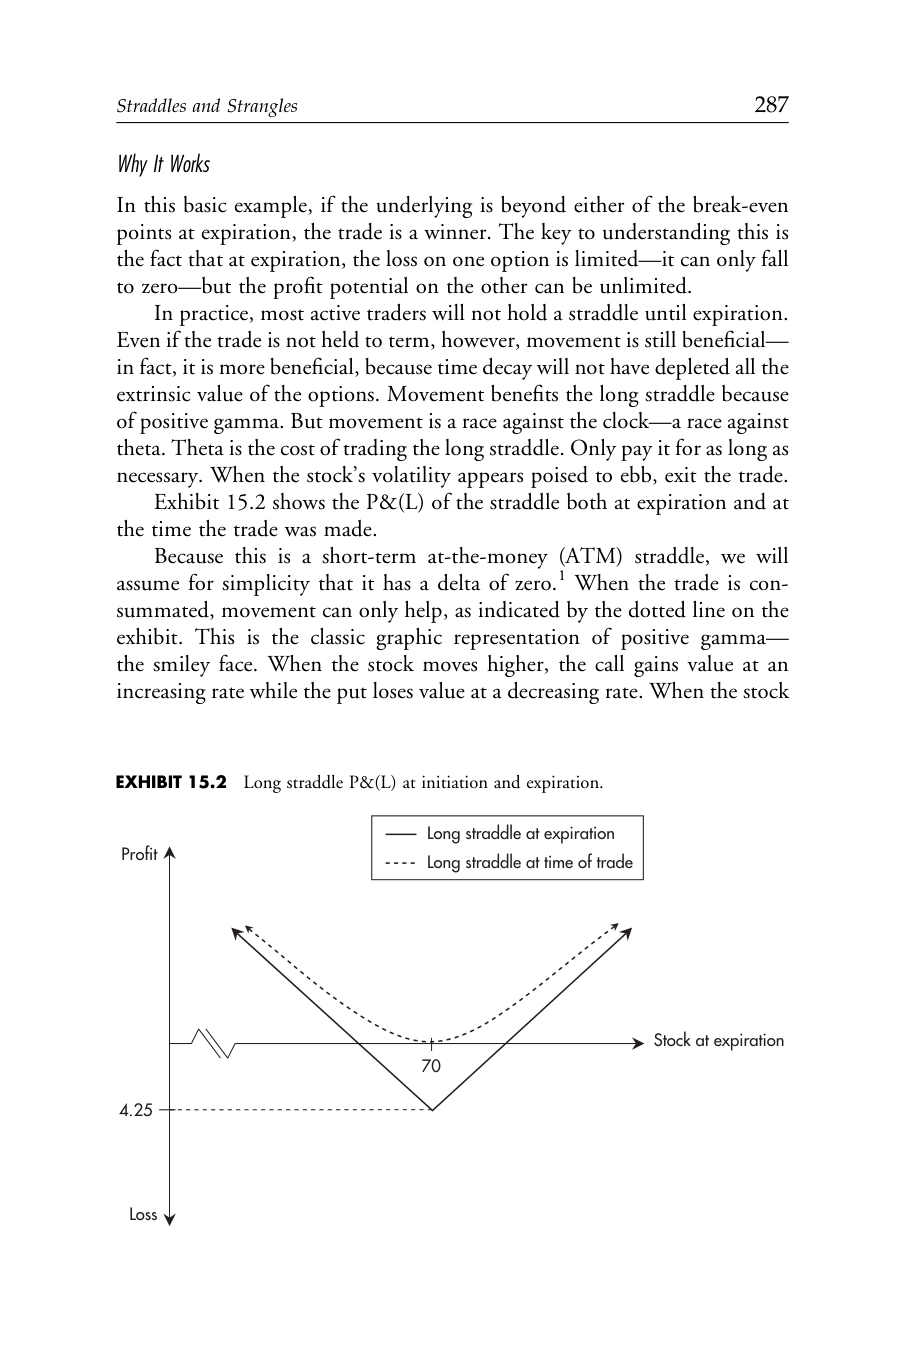 Straddles and Strangles 287
Why It Works
In this basic example, if the underlying is beyond either of the break-even
points at expiration, the trade is a winner. The key to understanding this is
the fact that at expiration, the loss on one option is limited—it can only fall
to zero—but the profit potential on the other can be unlimited.
In practice, most active traders will not hold a straddle until expiration.
Even if the trade is not held to term, however, movement is still beneficial—
in fact, it is more beneficial, because time decay will not have depleted all the
extrinsic value of the options. Movement benefits the long straddle because
of positive gamma. But movement is a race against the clock—a race against
theta. Theta is the cost of trading the long straddle. Only pay it for as long as
necessary. When the stock’s volatility appears poised to ebb, exit the trade.
Exhibit 15.2 shows the P&(L) of the straddle both at expiration and at
the time the trade was made.
Because this is a short-term at-the-money (ATM) straddle, we will
assume for simplicity that it has a delta of zero.1 When the trade is con-
summated, movement can only help, as indicated by the dotted line on the
exhibit. This is the classic graphic representation of positive gamma—
the smiley face. When the stock moves higher, the call gains value at an
increasing rate while the put loses value at a decreasing rate. When the stock
EXHIBIT 15.2 Long straddle P&(L) at initiation and expiration.
Long straddle at expiration
Long straddle at time of trade
Profit
Stock at expiration
70
4.25
Loss